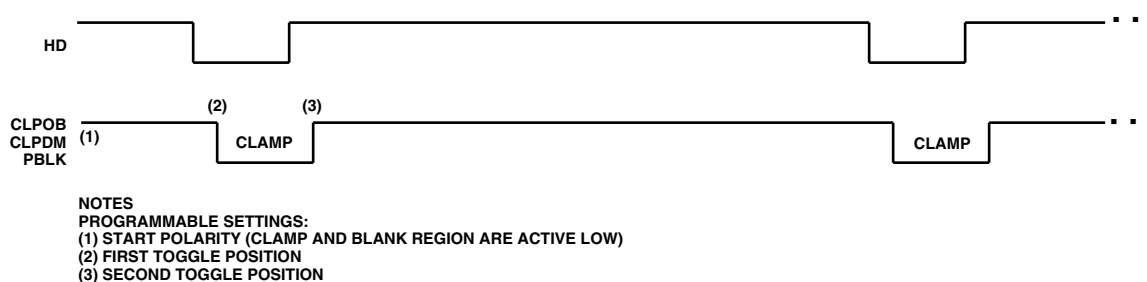 HD
(2) (3)
CLPOB
CLPDM (1)
PBLK
CLAMP CLAMP
NOTES
PROGRAMMABLE SETTINGS:
(1) START POLARITY (CLAMP AND BLANK REGION ARE ACTIVE LOW)
(2) FIRST TOGGLE POSITION
(3) SECOND TOGGLE POSITION